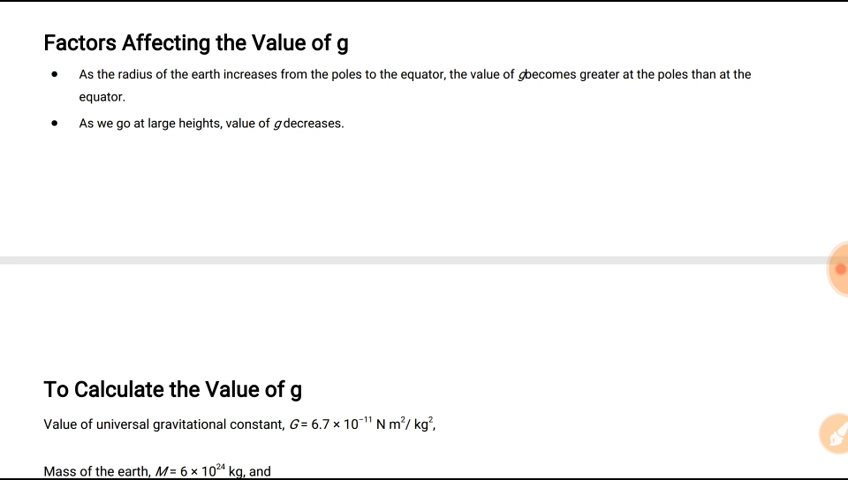 Factors Affecting the Value of g
● As the radius of the earth increases from the poles to the equator, the value of g becomes greater at the poles than at the
equator.
● As we go at large heights, value of g decreases.
To Calculate the Value of g
Value of universal gravitational constant, G = 6.7 × 10⁻¹¹ N m²/ kg²,
Mass of the earth, M = 6 × 10²⁴ kg, and